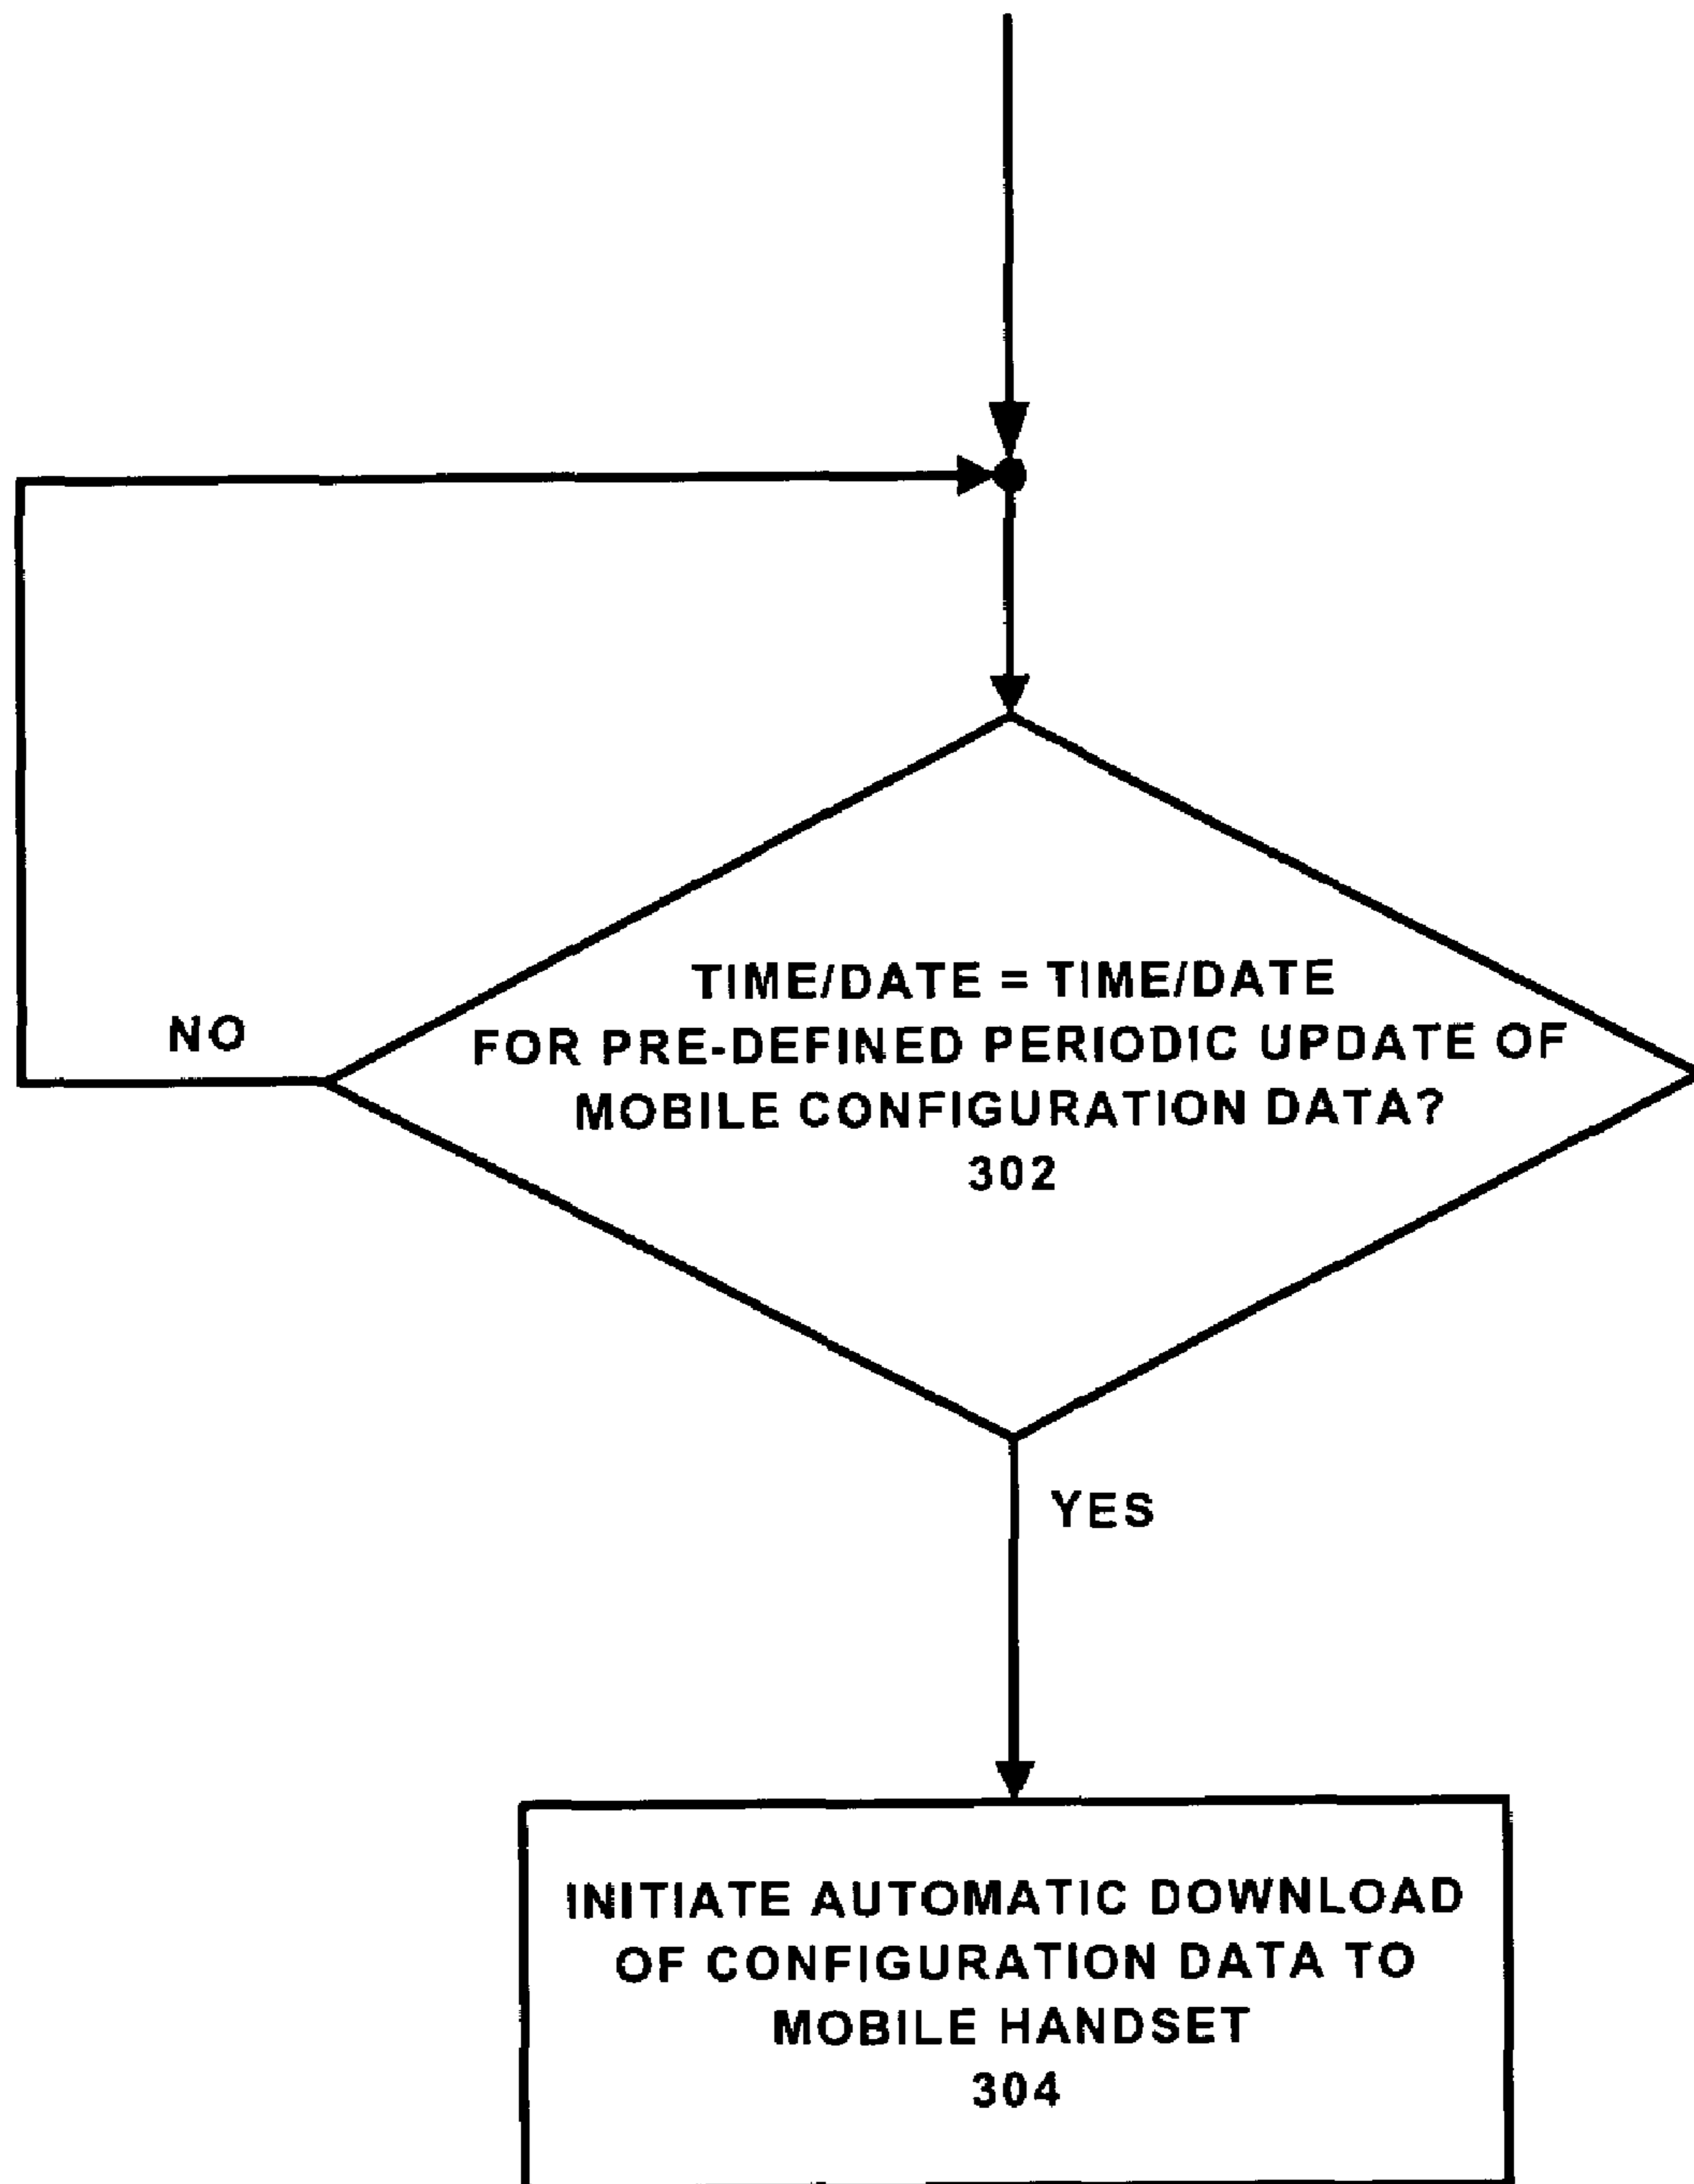 TIME/DATE = TIME/DATE
FOR PRE-DEFINED PERIODIC UPDATE OF
MOBILE CONFIGURATION DATA?
302
NO
YES
INITIATE AUTOMATIC DOWNLOAD
OF CONFIGURATION DATA TO
MOBILE HANDSET
304